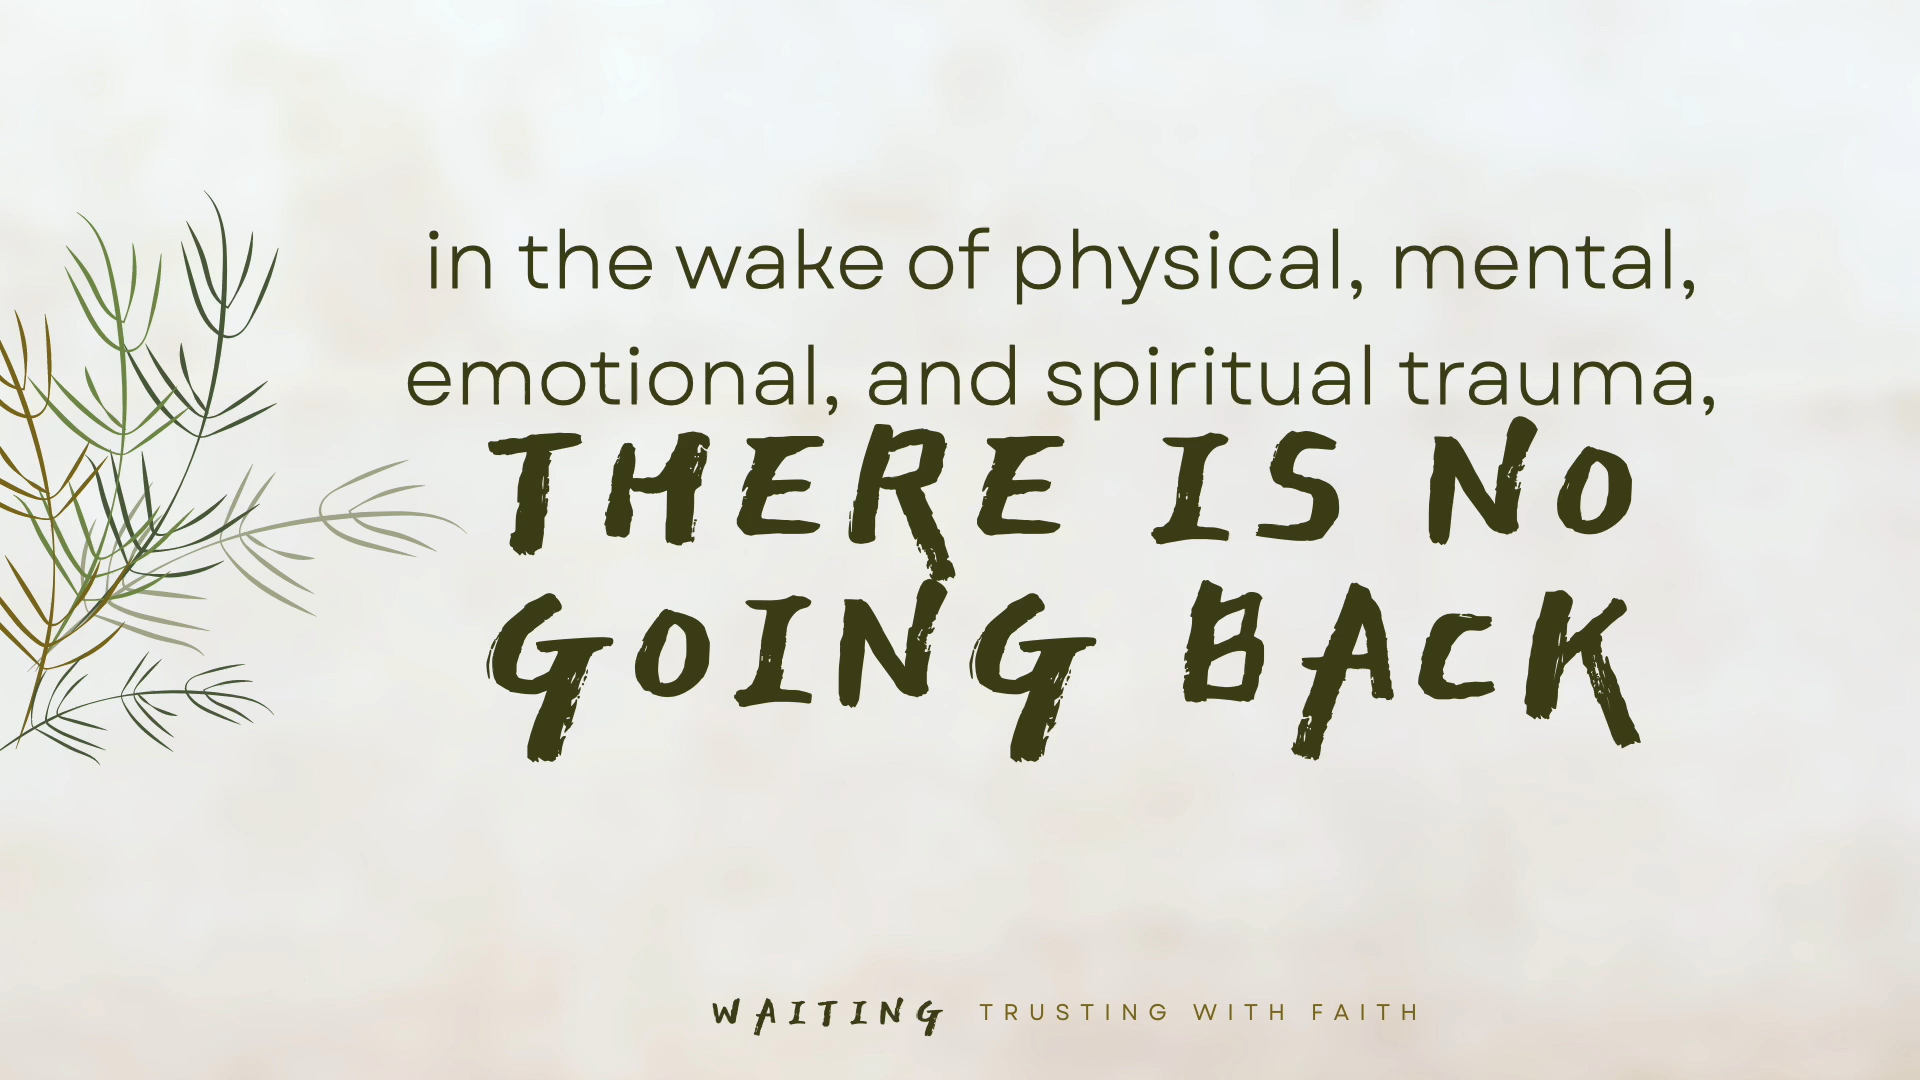 in the wake of physical, mental,
emotional, and spiritual trauma,
THERE IS NO
GOING BACK
WAITING TRUSTING WITH FAITH